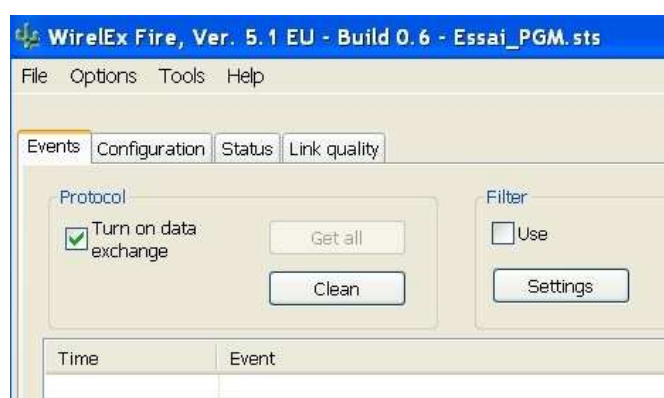 WirelEx Fire, Ver. 5.1 EU - Build 0.6 - Essai_PGM.sts
File Options Tools Help
Events Configuration Status Link quality
Protocol Filter
Turn on data exchange Get all Use
Clean Settings
Time Event